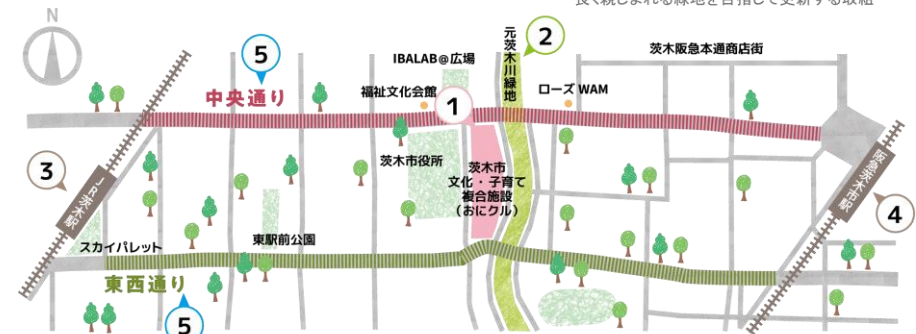 長く親しまれる緑地を目指して更新する取組
N
5
2
元茨木川緑地
IBALAB@広場
茨木阪急本通商店街
中央通り
福祉文化会館
1
ローズ WAM
3
JR茨木駅
茨木市役所
茨木市
文化・子育て
複合施設
（おにクル）
阪急茨木市駅
4
スカイパレット
東駅前公園
東西通り
5